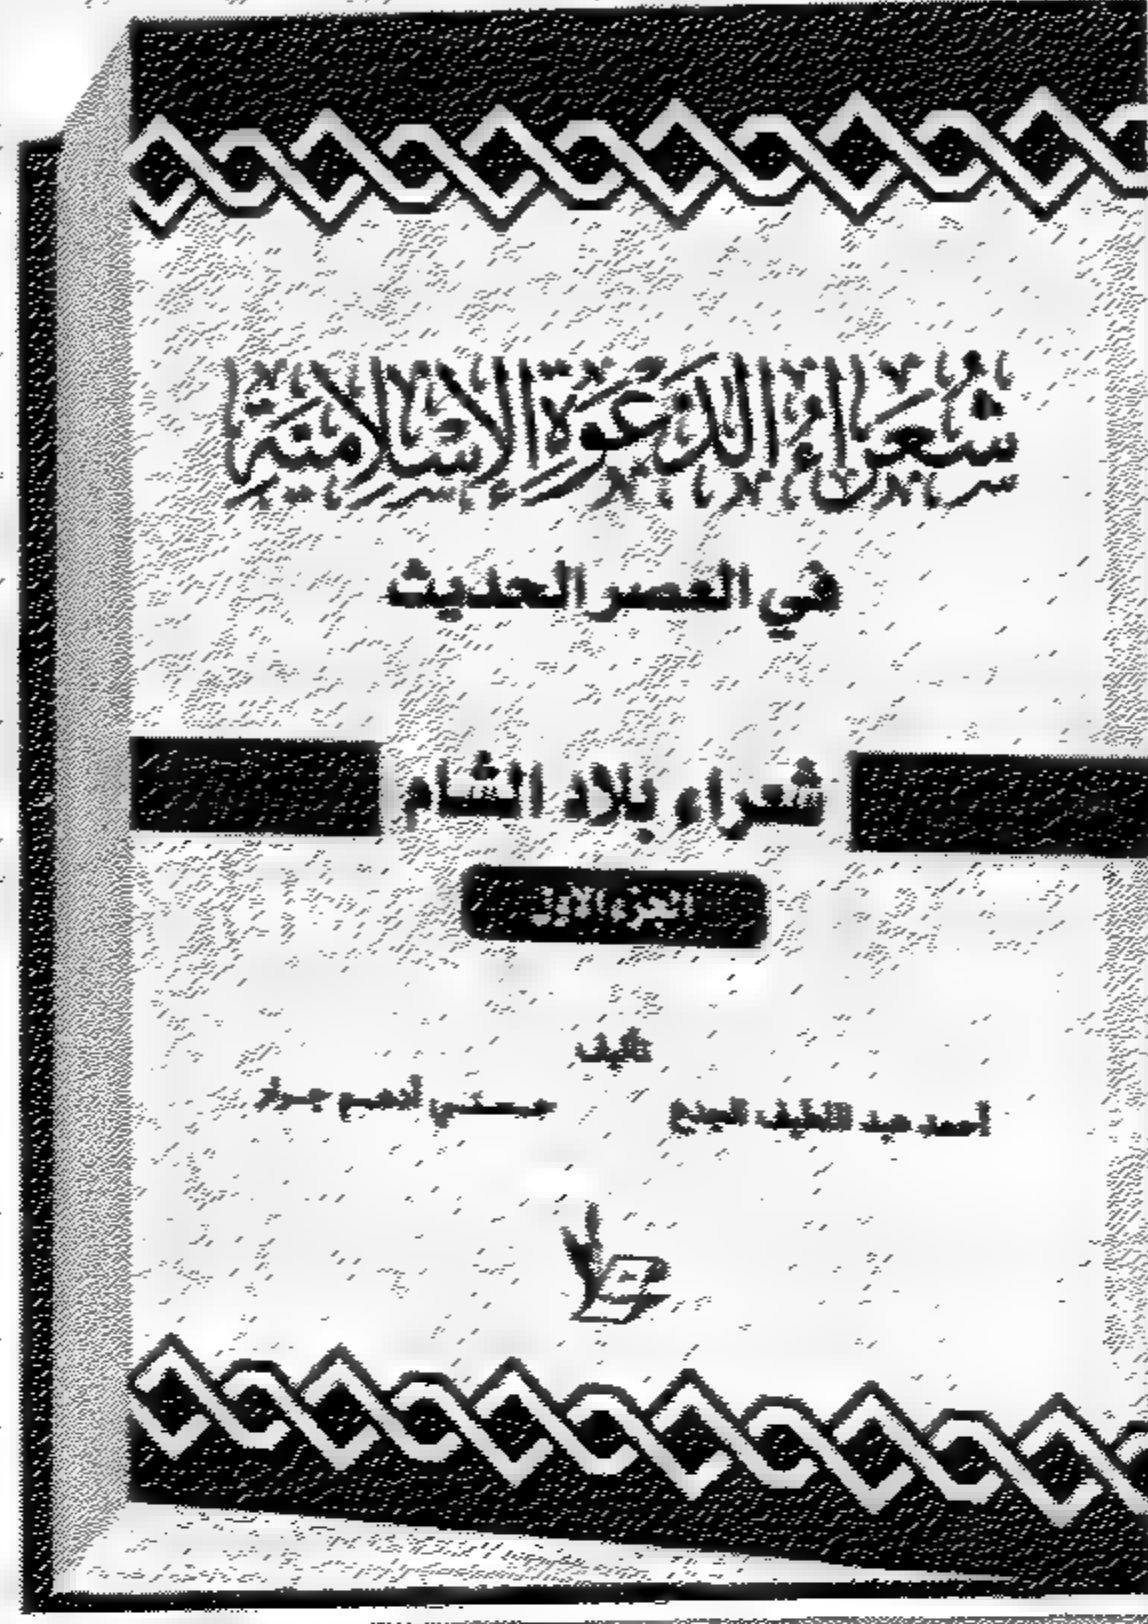 شعراء الدعوة الإسلامية
في العصر الحديث
شعراء بلاد الشام
الجزء الأول
تأليف
أحمد عبد اللطيف الجدع
حسني أدهم جرار